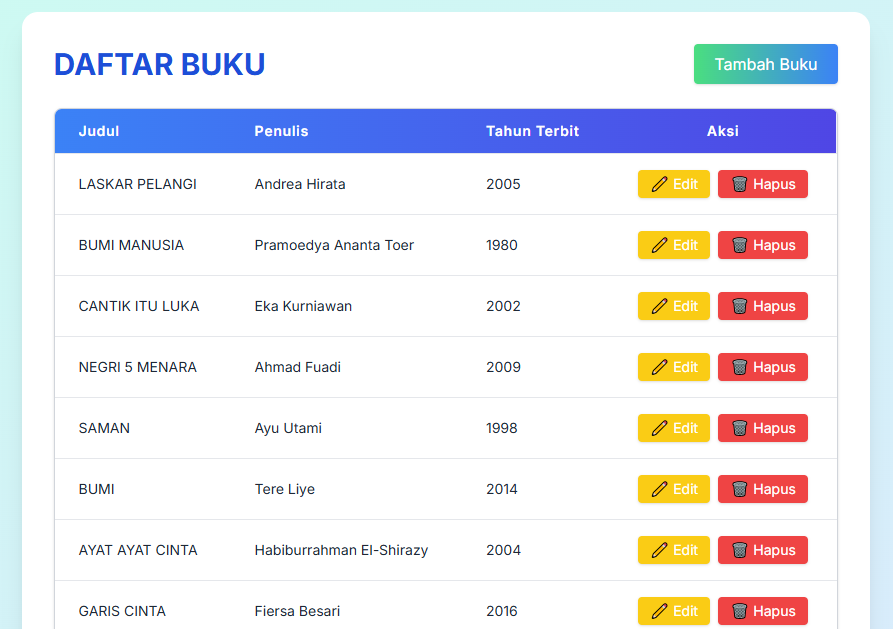 DAFTAR BUKU
Tambah Buku
Judul Penulis Tahun Terbit Aksi
LASKAR PELANGI Andrea Hirata 2005 Edit Hapus
BUMI MANUSIA Pramoedya Ananta Toer 1980 Edit Hapus
CANTIK ITU LUKA Eka Kurniawan 2002 Edit Hapus
NEGRI 5 MENARA Ahmad Fuadi 2009 Edit Hapus
SAMAN Ayu Utami 1998 Edit Hapus
BUMI Tere Liye 2014 Edit Hapus
AYAT AYAT CINTA Habiburrahman El-Shirazy 2004 Edit Hapus
GARIS CINTA Fiersa Besari 2016 Edit Hapus